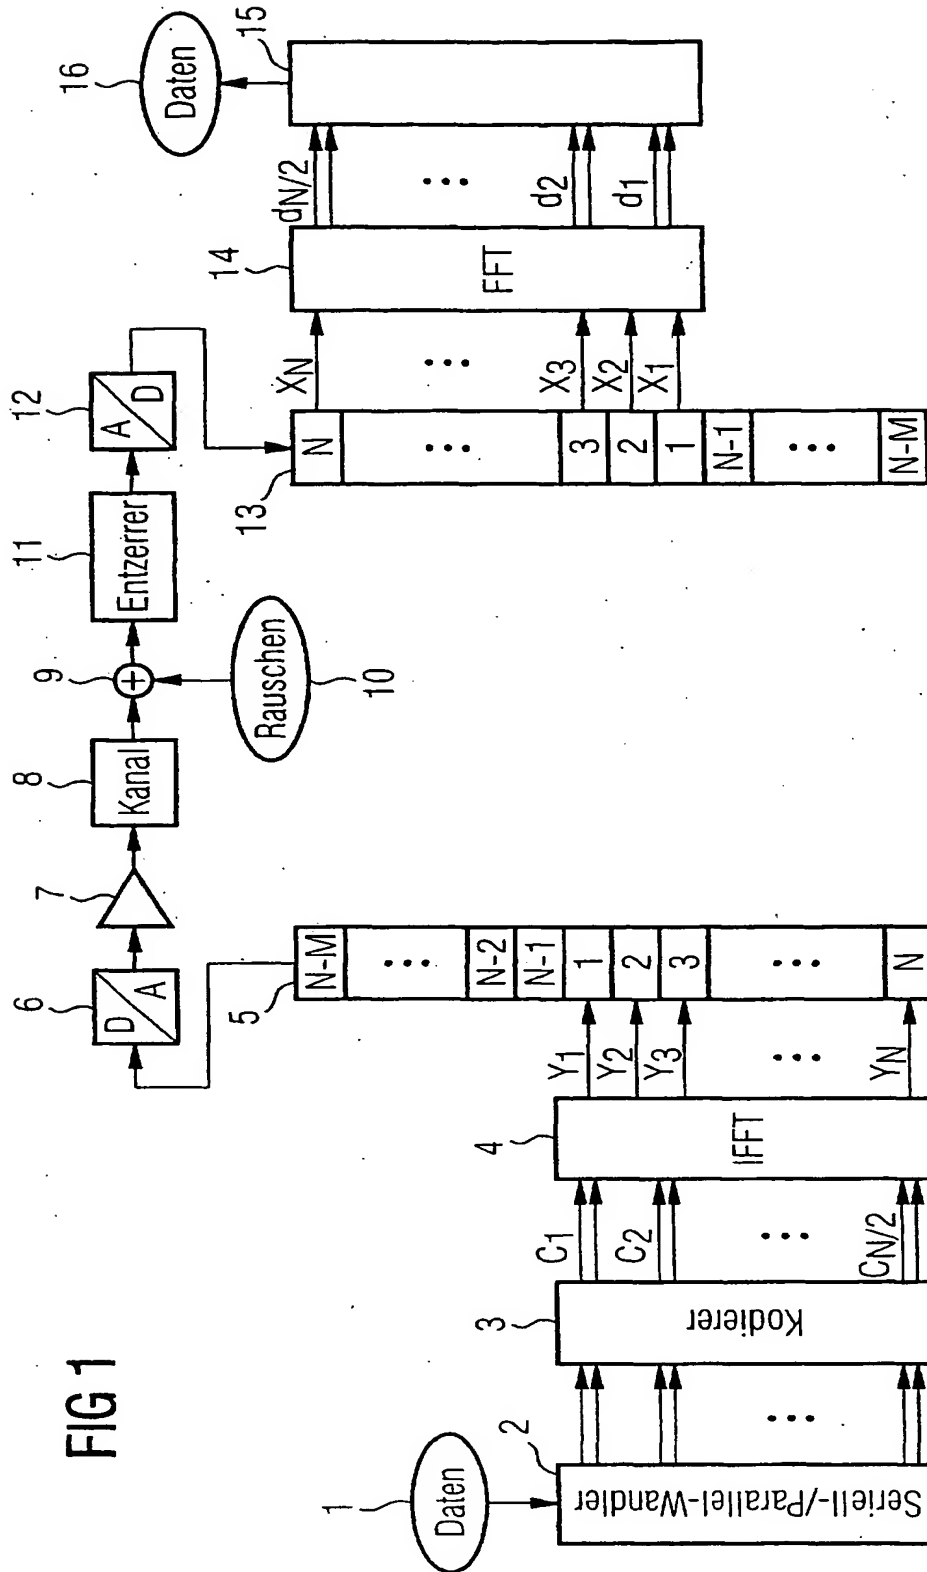 FIG 1
1
Daten
2
Seriell-/Parallel-Wandler
3
Kodierer
C1
C2
CN/2
4
IFFT
Y1
Y2
Y3
YN
5
N-M
N-2
N-1
1
2
3
N
6
D
A
7
8
Kanal
9
+
10
Rauschen
11
Entzerrer
12
A
D
13
N
3
2
1
N-1
N-M
XN
X3
X2
X1
14
FFT
dN/2
d2
d1
15
16
Daten